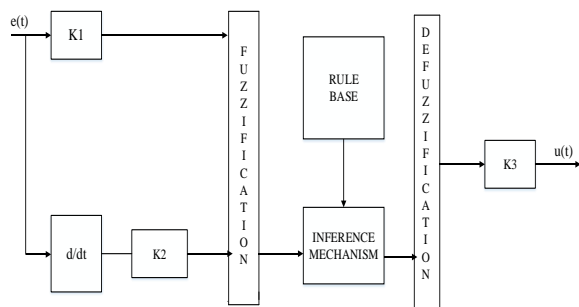 e(t)
K1
FUZZIFICATION
RULE
BASE
DEFUZZIFICATION
K3
u(t)
d/dt
K2
INFERENCE
MECHANISM